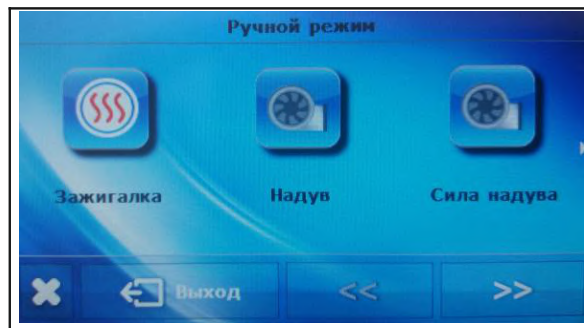 Ручной режим
Зажигалка
Надув
Сила надува
Выход
<<
>>